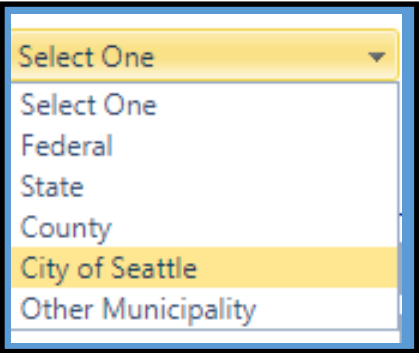 Select One
Select One
Federal
State
County
City of Seattle
Other Municipality